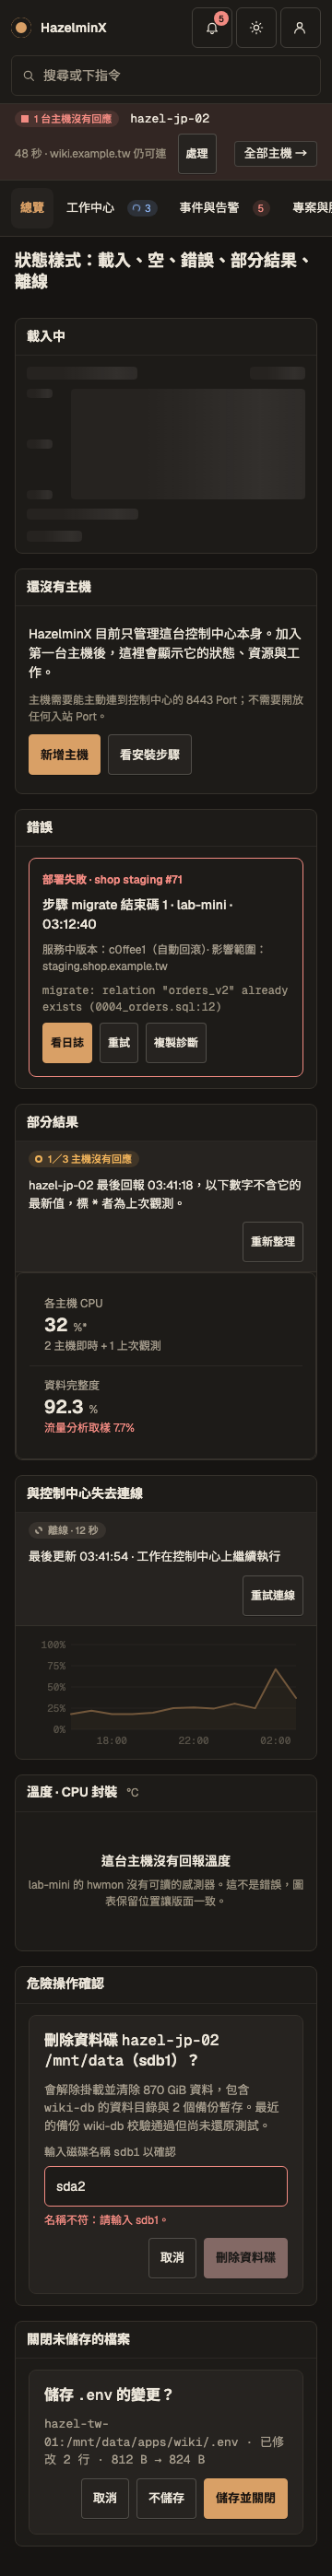 HazelminX
5
搜尋或下指令
1 台主機沒有回應 hazel-jp-02
48 秒 · wiki.example.tw 仍可連 處理 全部主機 →
總覽 工作中心 3 事件與告警 5 專案與服
狀態樣式：載入、空、錯誤、部分結果、
離線
載入中
還沒有主機
HazelminX 目前只管理這台控制中心本身。加入
第一台主機後，這裡會顯示它的狀態、資源與工
作。
主機需要能主動連到控制中心的 8443 Port；不需要開放
任何入站 Port。
新增主機 看安裝步驟
錯誤
部署失敗 · shop staging #71
步驟 migrate 結束碼 1 · lab-mini ·
03:12:40
服務中版本：c0ffee1（自動回滾）· 影響範圍：
staging.shop.example.tw
migrate: relation "orders_v2" already
exists (0004_orders.sql:12)
看日誌 重試 複製診斷
部分結果
1／3 主機沒有回應
hazel-jp-02 最後回報 03:41:18，以下數字不含它的
最新值，標 * 者為上次觀測。
重新整理
各主機 CPU
32 %*
2 主機即時 + 1 上次觀測
資料完整度
92.3 %
流量分析取樣 7.7%
與控制中心失去連線
離線 · 12 秒
最後更新 03:41:54 · 工作在控制中心上繼續執行
重試連線
100%
75%
50%
25%
0%
18:00 22:00 02:00
溫度 · CPU 封裝 °C
這台主機沒有回報溫度
lab-mini 的 hwmon 沒有可讀的感測器。這不是錯誤，圖
表保留位置讓版面一致。
危險操作確認
刪除資料碟 hazel-jp-02
/mnt/data（sdb1）？
會解除掛載並清除 870 GiB 資料，包含
wiki-db 的資料目錄與 2 個備份暫存。最近
的備份 wiki-db 校驗通過但尚未還原測試。
輸入磁碟名稱 sdb1 以確認
sda2
名稱不符：請輸入 sdb1。
取消 刪除資料碟
關閉未儲存的檔案
儲存 .env 的變更？
hazel-tw-
01:/mnt/data/apps/wiki/.env · 已修
改 2 行 · 812 B → 824 B
取消 不儲存 儲存並關閉